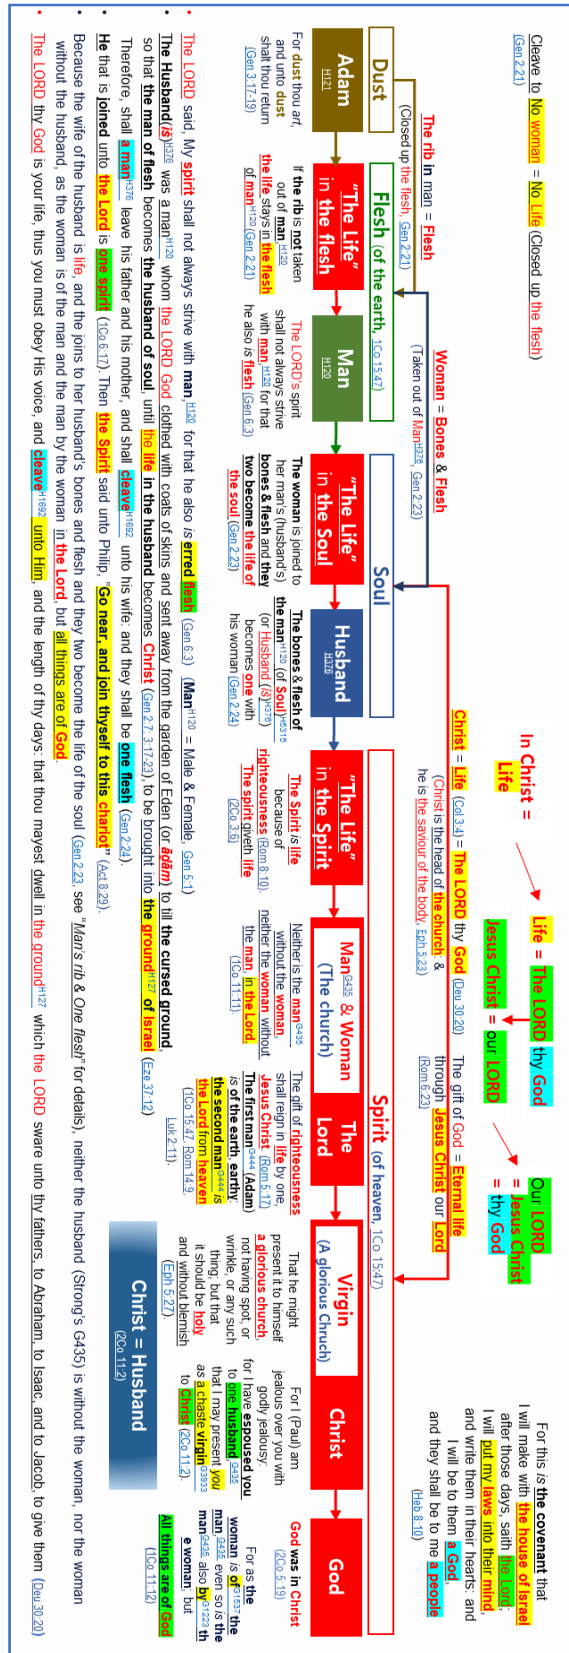 Cleave to No woman = No Life (Closed up the flesh)
(Gen 2:21)
In Christ =
Life
Life = The LORD thy God
Jesus Christ = our LORD
Our LORD
= Jesus Christ
= thy God
For this is the covenant that
I will make with the house of Israel
after those days, saith the Lord;
I will put my laws into their mind,
and write them in their hearts: and
I will be to them a God,
and they shall be to me a people
(Heb 8:10)
The rib in man = Flesh
(Closed up the flesh, Gen 2:21)
Woman = Bones & Flesh
(Taken out of Man H376, Gen 2:23)
Christ = Life (Col 3:4) = The LORD thy God (Deu 30:20)
(Christ is the head of the church: &
he is the saviour of the body, Eph 5:23)
The gift of God = Eternal life
through Jesus Christ our Lord
(Rom 6:23)
Dust
Flesh (of the earth, 1Co 15:47)
Soul
Spirit (of heaven, 1Co 15:47)
Adam
H121
"The Life"
in the flesh
Man
H120
"The Life"
in the Soul
Husband
H376
"The Life"
in the Spirit
Man G435 & Woman
(The church)
The
Lord
Virgin
(A glorious Chruch)
Christ
God
For dust thou art,
and unto dust
shalt thou return
(Gen 3:17-19)
If the rib is not taken
out of man, H120
the life stays in the flesh
of man H120 (Gen 2:21)
The LORD's spirit
shall not always strive
with man, H120 for that
he also is flesh (Gen 6:3)
The woman is joined to
her man's (husband's)
bones & flesh and they
two become the life of
the soul (Gen 2:23)
The bones & flesh of
the man H120 (of Soul) H5315
(or Husband (iš) H376)
becomes one with
his woman (Gen 2:24)
The Spirit is life
because of
righteousness (Rom 8:10).
The spirit giveth life
(2Co 3:6)
Neither is the man G435
without the woman,
neither the woman without
the man, in the Lord.
(1Co 11:11).
The gift of righteousness
shall reign in life by one,
Jesus Christ. (Rom 5:17)
The first man G444 (Adam)
is of the earth, earthy:
the second man G444 is
the Lord from heaven
(1Co 15:47, Rom 14:9,
Luk 2:11).
That he might
present it to himself
a glorious church,
not having spot, or
wrinkle, or any such
thing; but that
it should be holy
and without blemish
(Eph 5:27).
For I (Paul) am
jealous over you with
godly jealousy:
for I have espoused you
to one husband, G435
that I may present you
as a chaste virgin G3933
to Christ (2Co 11:2).
God was in Christ
(2Co 5:19)
For as the
woman is of G1537 the
man, G435 even so is the
man G435 also by G1223 th
e woman; but
All things are of God
(1Co 11:12)
Christ = Husband
(2Co 11:2)
• The LORD said, My spirit shall not always strive with man, H120 for that he also is erred flesh (Gen 6:3) (Man H120 = Male & Female, Gen 5:1)
• The Husband (iš) H376 was a man H120 whom the LORD God clothed with coats of skins and sent away from the garden of Eden (or ādām) to till the cursed ground,
so that the man of flesh becomes the husband of soul, until the life in the husband becomes Christ (Gen 2:7, 3:17-23), to be brought into the ground H127 of Israel (Eze 37:12)
Therefore, shall a man H376 leave his father and his mother, and shall cleave H1692 unto his wife: and they shall be one flesh (Gen 2:24).
• He that is joined unto the Lord is one spirit (1Co 6:17). Then the Spirit said unto Philip, "Go near, and join thyself to this chariot" (Act 8:29).
• Because the wife of the husband is life, and the joins to her husband's bones and flesh and they two become the life of the soul (Gen 2:23, see "Man's rib & One flesh" for details), neither the husband (Strong's G435) is without the woman, nor the woman
without the husband, as the woman is of the man and the man by the woman in the Lord, but all things are of God.
• The LORD thy God is your life, thus you must obey His voice, and cleave H1692 unto Him, and the length of thy days: that thou mayest dwell in the ground H127 which the LORD sware unto thy fathers, to Abraham, to Isaac, and to Jacob, to give them (Deu 30:20)